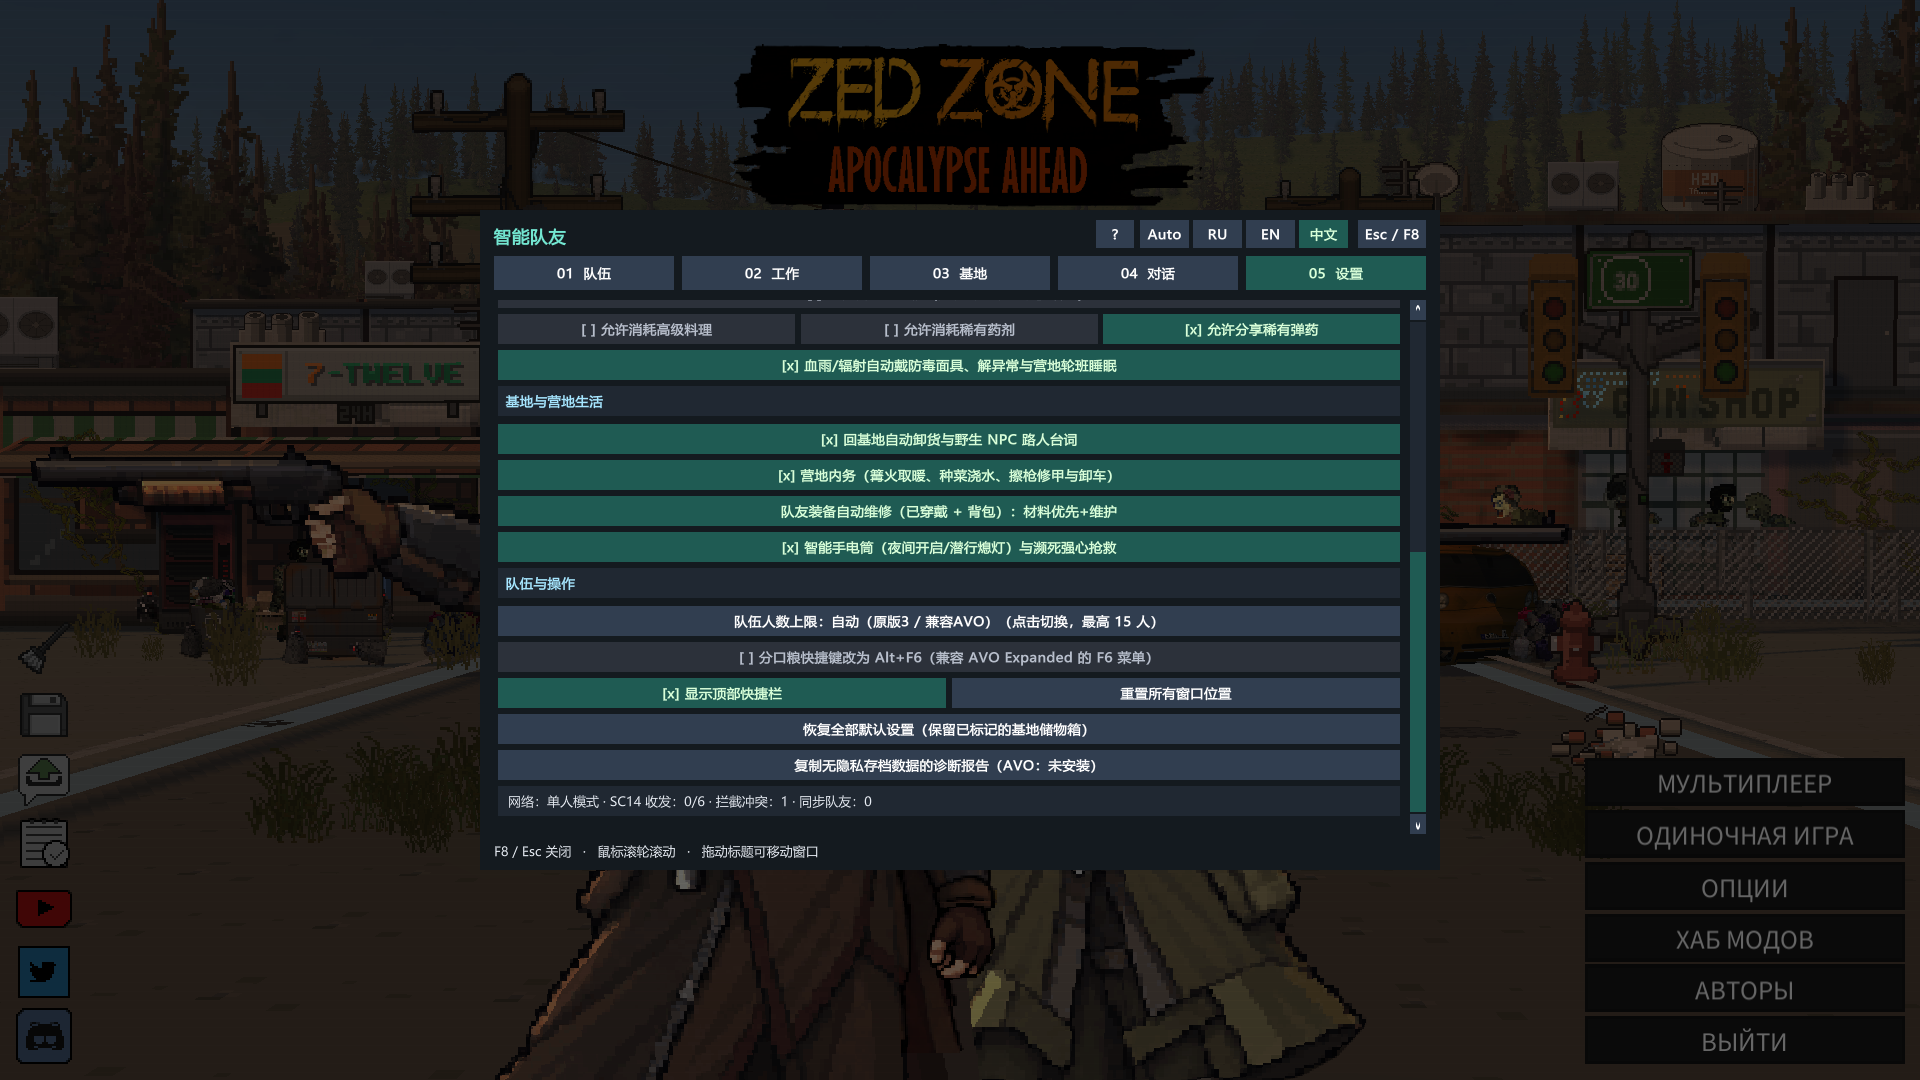 ZED ZONE
APOCALYPSE AHEAD
智能队友
? Auto RU EN 中文 Esc / F8
01 队伍 02 工作 03 基地 04 对话 05 设置
[ ] 允许消耗高级料理 [ ] 允许消耗稀有药剂 [x] 允许分享稀有弹药
[x] 血雨/辐射自动戴防毒面具、解异常与营地轮班睡眠
基地与营地生活
[x] 回基地自动卸货与野生 NPC 路人台词
[x] 营地内务（篝火取暖、种菜浇水、擦枪修甲与卸车）
队友装备自动维修（已穿戴 + 背包）：材料优先+维护
[x] 智能手电筒（夜间开启/潜行熄灯）与濒死强心抢救
队伍与操作
队伍人数上限：自动（原版3 / 兼容AVO）（点击切换，最高 15 人）
[ ] 分口粮快捷键改为 Alt+F6（兼容 AVO Expanded 的 F6 菜单）
[x] 显示顶部快捷栏 重置所有窗口位置
恢复全部默认设置（保留已标记的基地储物箱）
复制无隐私存档数据的诊断报告（AVO：未安装）
网络：单人模式 · SC14 收发：0/6 · 拦截冲突：1 · 同步队友：0
F8 / Esc 关闭 · 鼠标滚轮滚动 · 拖动标题可移动窗口
7-TWELVE
24H
H2O
30
GUN SHOP
МУЛЬТИПЛЕЕР
ОДИНОЧНАЯ ИГРА
ОПЦИИ
ХАБ МОДОВ
АВТОРЫ
ВЫЙТИ